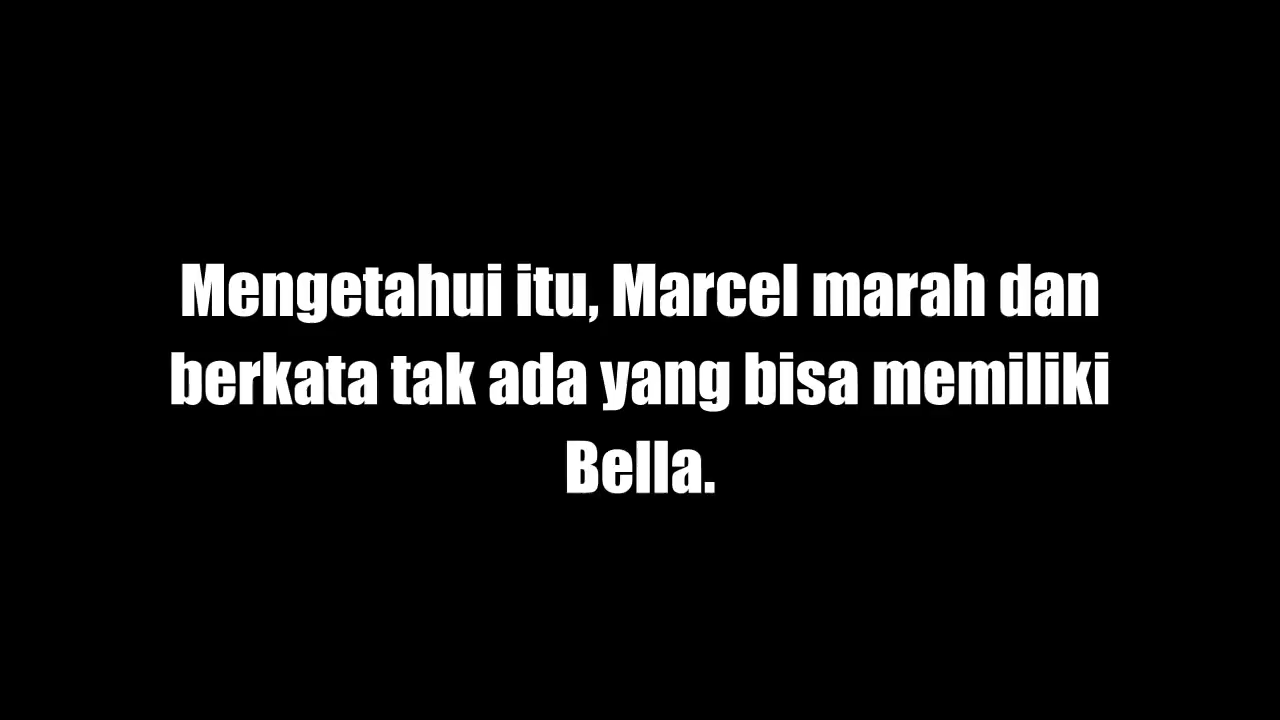 Mengetahui itu, Marcel marah dan
berkata tak ada yang bisa memiliki
Bella.